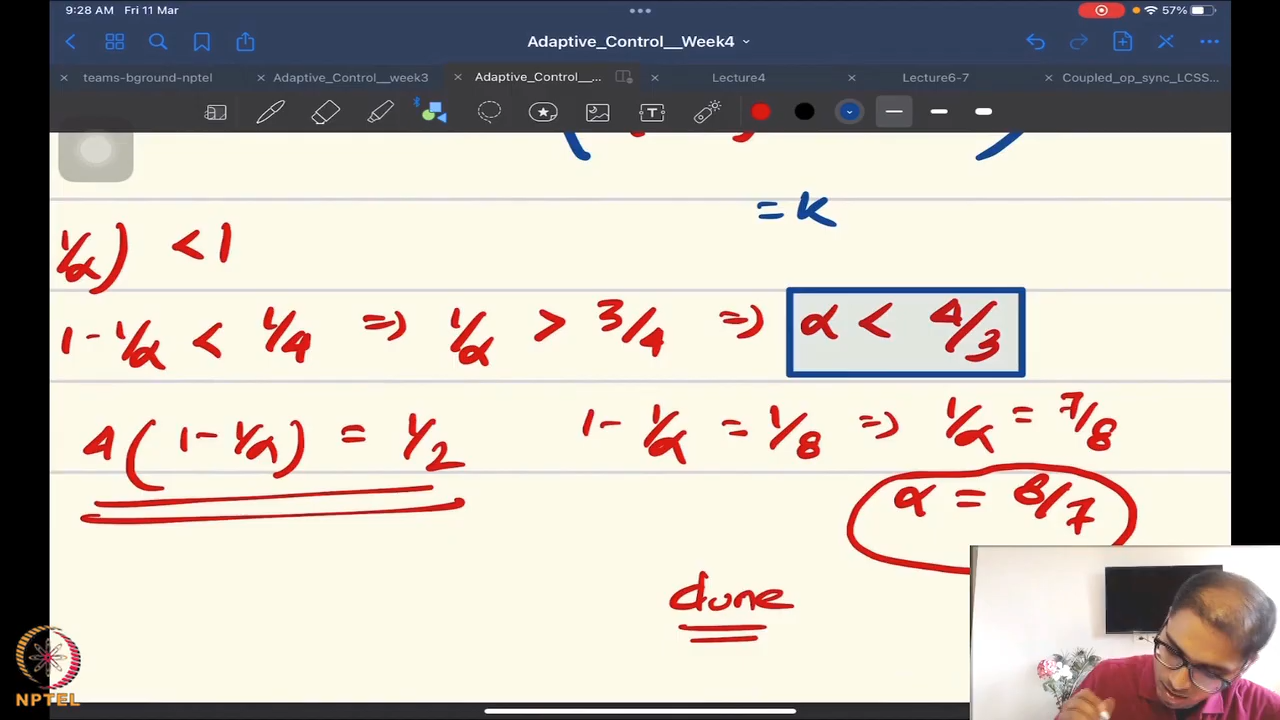 9:28 AM Fri 11 Mar
57%
Adaptive_Control__Week4
teams-bground-nptel
Adaptive_Control__week3
Adaptive_Control__...
Lecture4
Lecture6-7
Coupled_op_sync_LCSS...
= k
1/α) < 1
1 - 1/α < 1/4 ⇒ 1/α > 3/4 ⇒ α < 4/3
4(1 - 1/α) = 1/2
1 - 1/α = 1/8 ⇒ 1/α = 7/8
α = 8/7
done
NPTEL